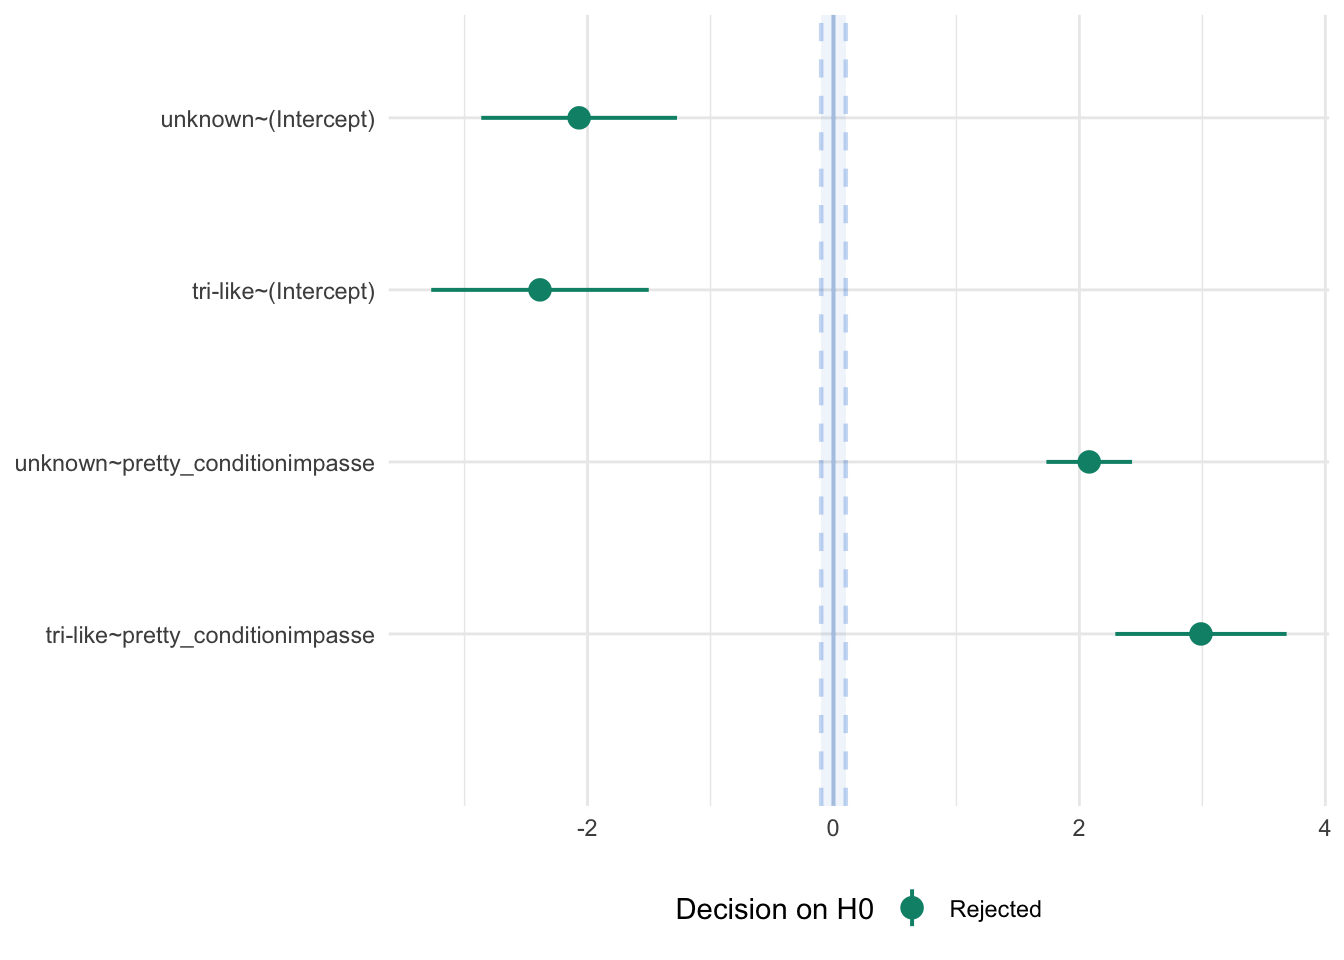 unknown~(Intercept)
tri-like~(Intercept)
unknown~pretty_conditionimpasse
tri-like~pretty_conditionimpasse
-2 0 2 4
Decision on H0 Rejected